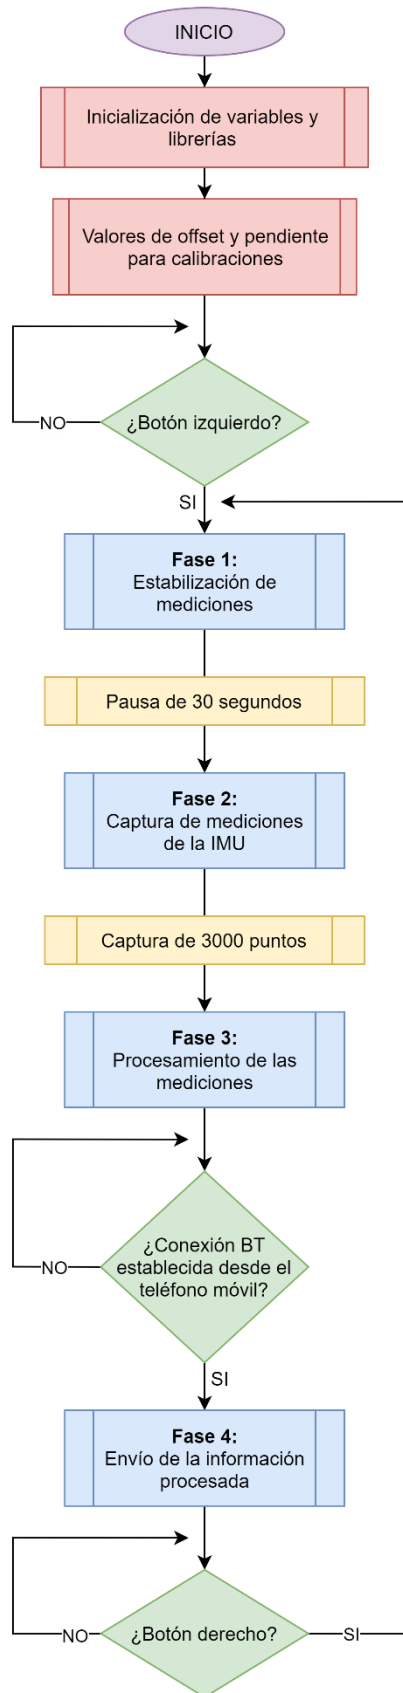 INICIO
Inicialización de variables y
librerías
Valores de offset y pendiente
para calibraciones
¿Botón izquierdo?
NO
SI
Fase 1:
Estabilización de
mediciones
Pausa de 30 segundos
Fase 2:
Captura de mediciones
de la IMU
Captura de 3000 puntos
Fase 3:
Procesamiento de las
mediciones
¿Conexión BT
establecida desde el
teléfono móvil?
NO
SI
Fase 4:
Envío de la información
procesada
¿Botón derecho?
NO
SI